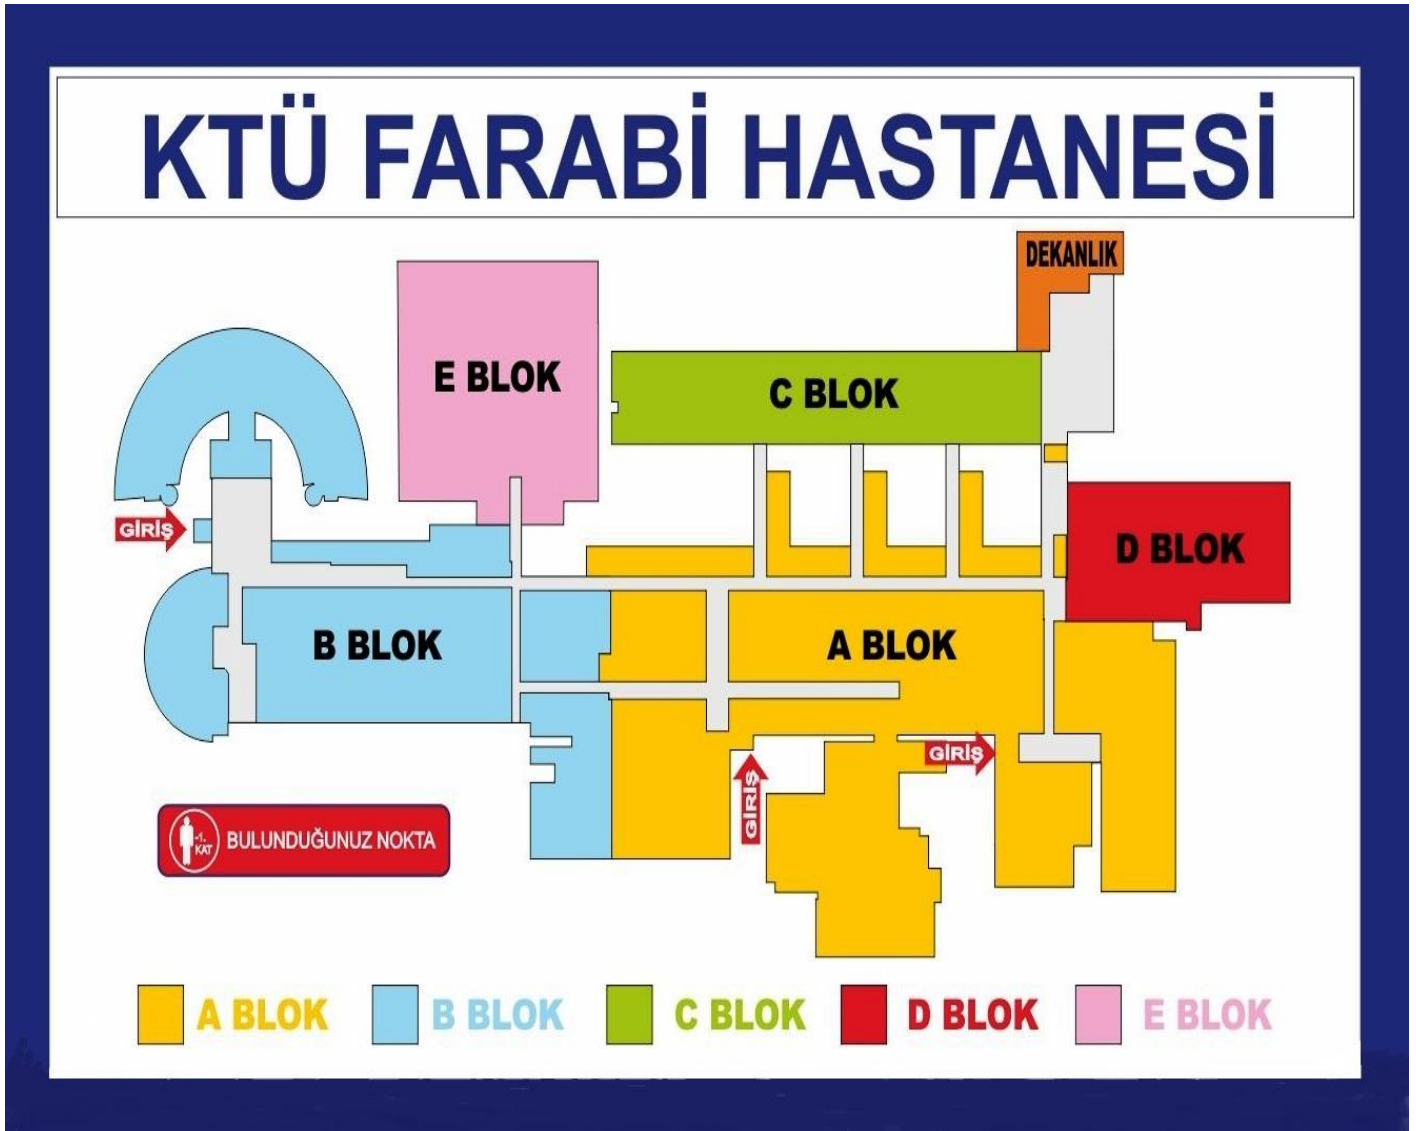 KTÜ FARABİ HASTANESİ
DEKANLIK
E BLOK
C BLOK
GİRİŞ
D BLOK
B BLOK
A BLOK
GİRİŞ
GİRİŞ
-1.
KAT
BULUNDUĞUNUZ NOKTA
A BLOK
B BLOK
C BLOK
D BLOK
E BLOK